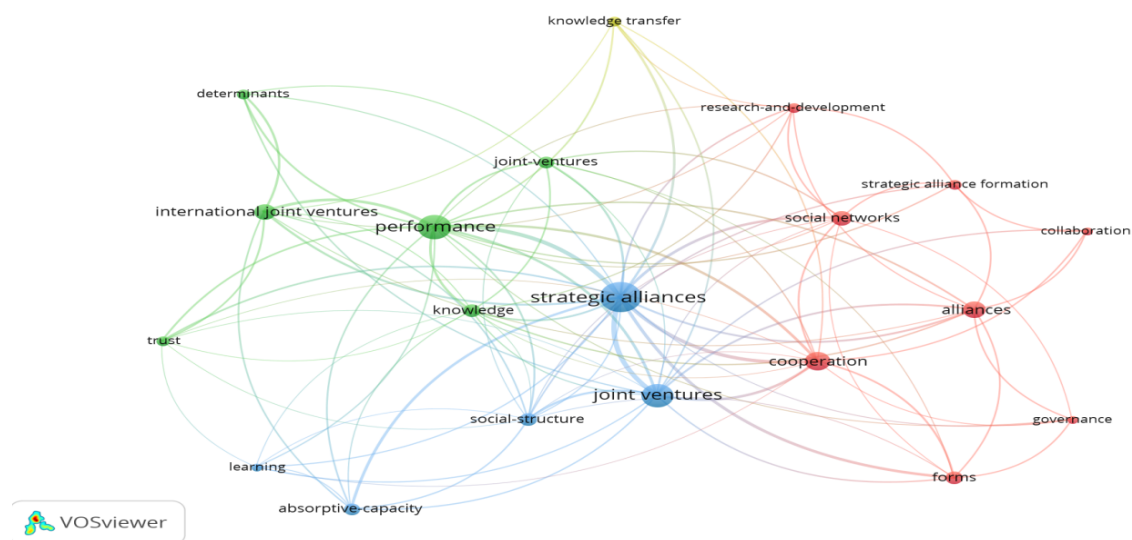 knowledge transfer
determinants
research-and-development
joint-ventures
strategic alliance formation
international joint ventures
social networks
performance
collaboration
strategic alliances
knowledge
alliances
trust
cooperation
joint ventures
social-structure
governance
learning
forms
absorptive-capacity
VOSviewer